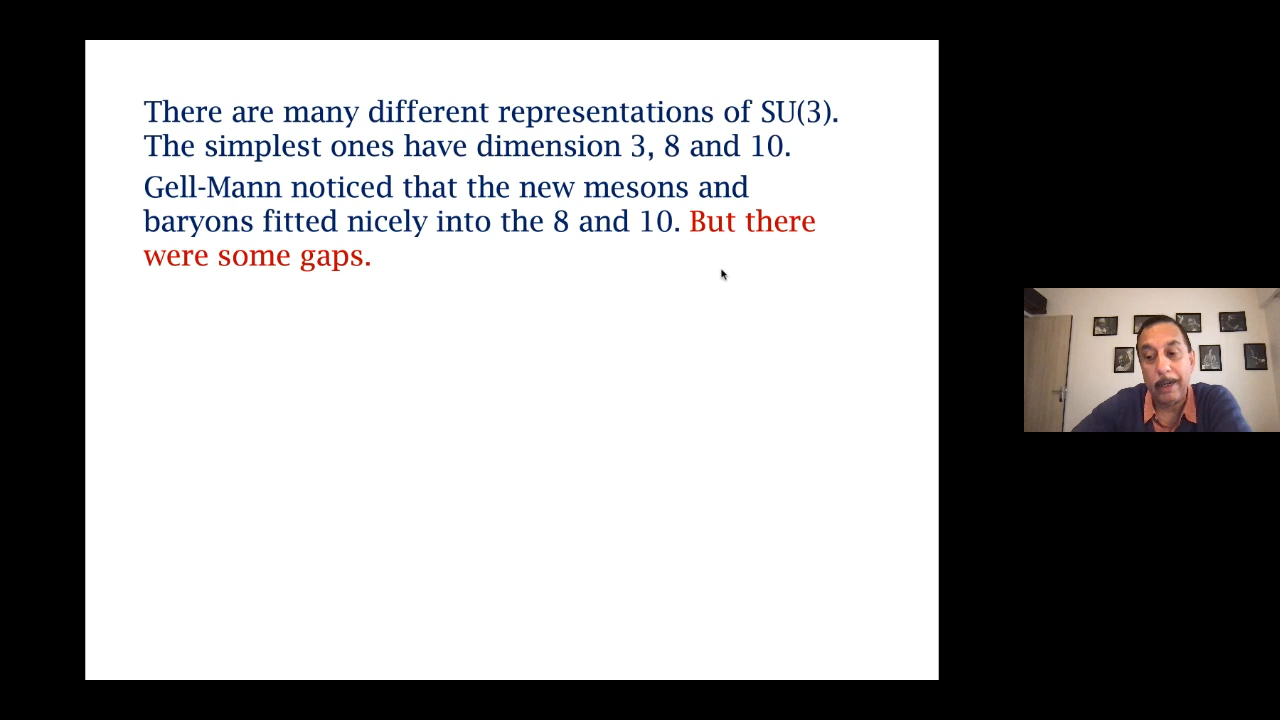 There are many different representations of SU(3).
The simplest ones have dimension 3, 8 and 10.
Gell-Mann noticed that the new mesons and
baryons fitted nicely into the 8 and 10. But there
were some gaps.